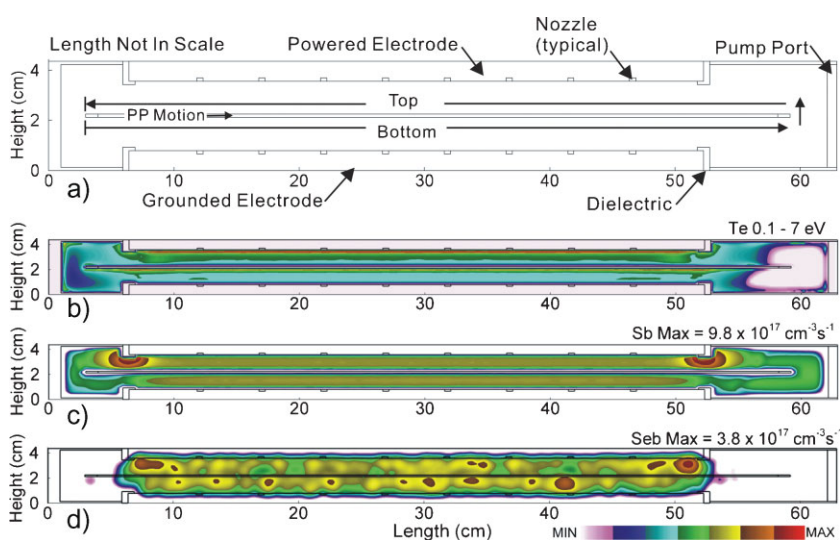 Length Not In Scale
Powered Electrode
Nozzle
(typical)
Pump Port
Height (cm)
4
2
0
Top
PP Motion
Bottom
0 10 20 30 40 50 60
a)
Grounded Electrode
Dielectric
Te 0.1 - 7 eV
Height (cm)
4
2
0
b)
0 10 20 30 40 50 60
Sb Max = 9.8 x 10¹⁷ cm⁻³s⁻¹
Height (cm)
4
2
0
c)
0 10 20 30 40 50 60
Seb Max = 3.8 x 10¹⁷ cm⁻³s⁻¹
Height (cm)
4
2
0
d)
0 10 20 30 40 50 60
Length (cm)
MIN MAX